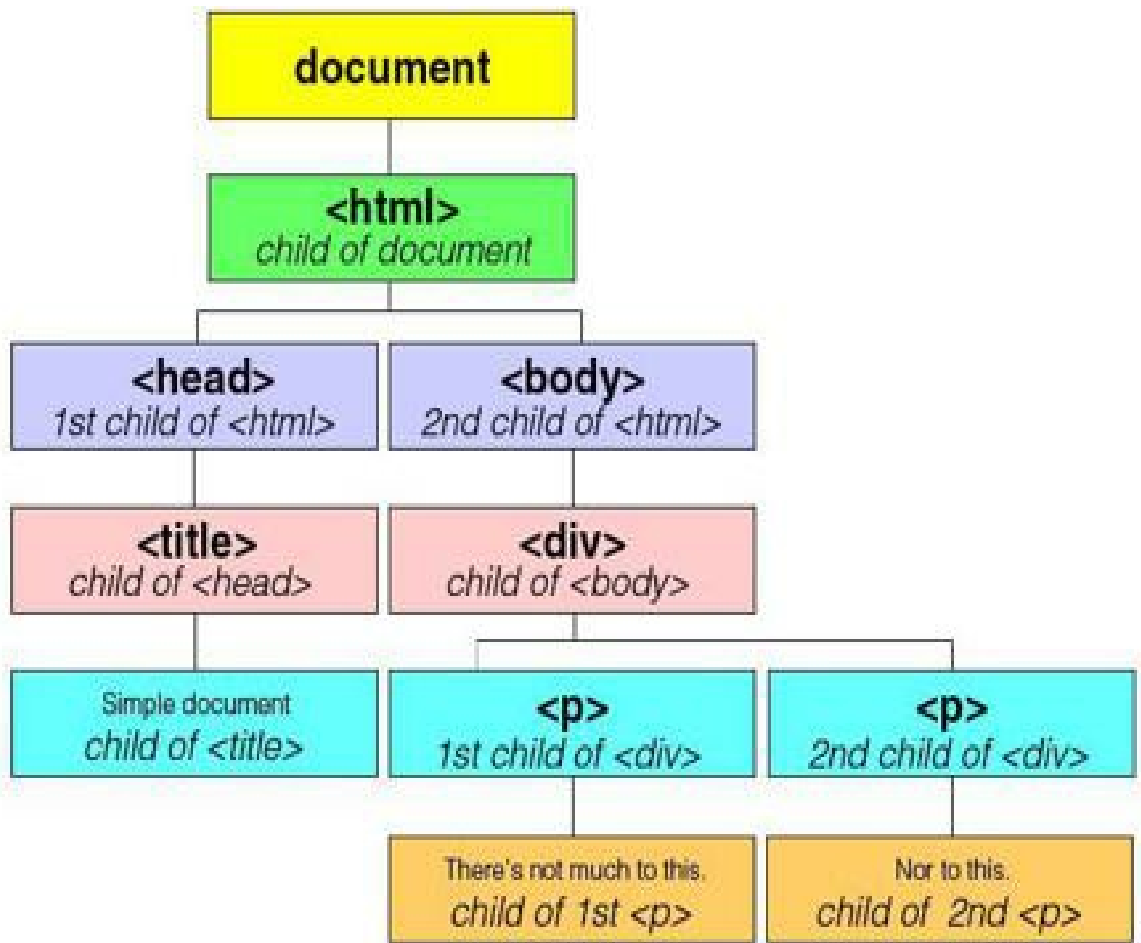 document
<html>
child of document
<head>
1st child of <html>
<body>
2nd child of <html>
<title>
child of <head>
<div>
child of <body>
Simple document
child of <title>
<p>
1st child of <div>
<p>
2nd child of <div>
There's not much to this.
child of 1st <p>
Nor to this.
child of 2nd <p>